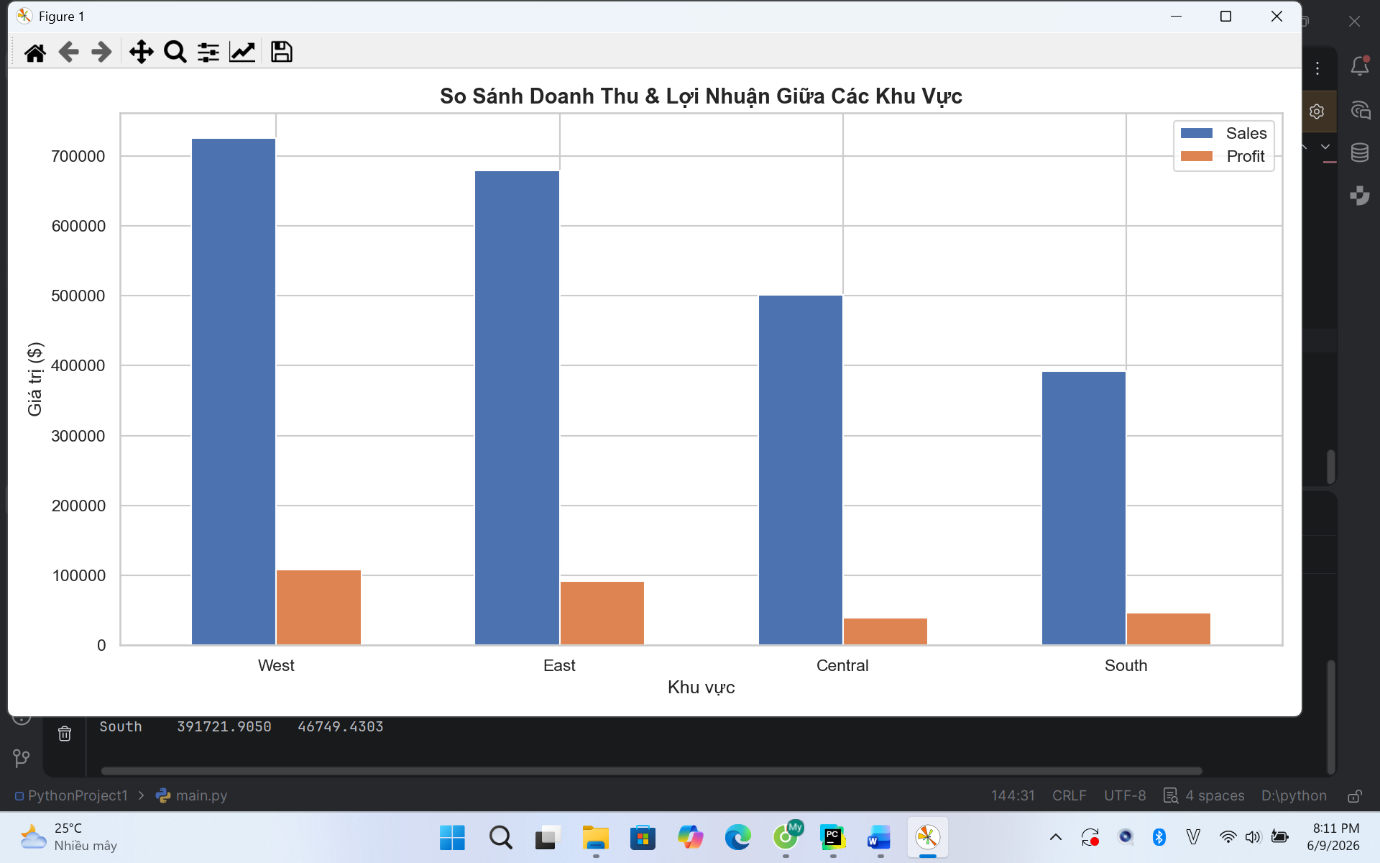 Figure 1
So Sánh Doanh Thu & Lợi Nhuận Giữa Các Khu Vực
Sales
Profit
700000
600000
500000
400000
300000
200000
100000
0
Giá trị ($)
West East Central South
Khu vực
South 391721.9050 46749.4303
PythonProject1 > main.py 144:31 CRLF UTF-8 4 spaces D:\python
25°C
Nhiều mây
My
PC
W
V
8:11 PM
6/9/2026